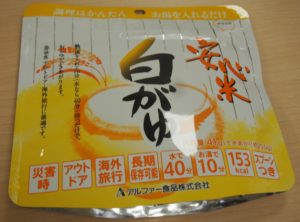 調理はかんたん お湯を入れるだけ
安心米
白がゆ
災害時
アウトドア
海外旅行
長期保存可能
水で40分
お湯で10分
153kcal
スプーンつき
アルファー食品株式会社